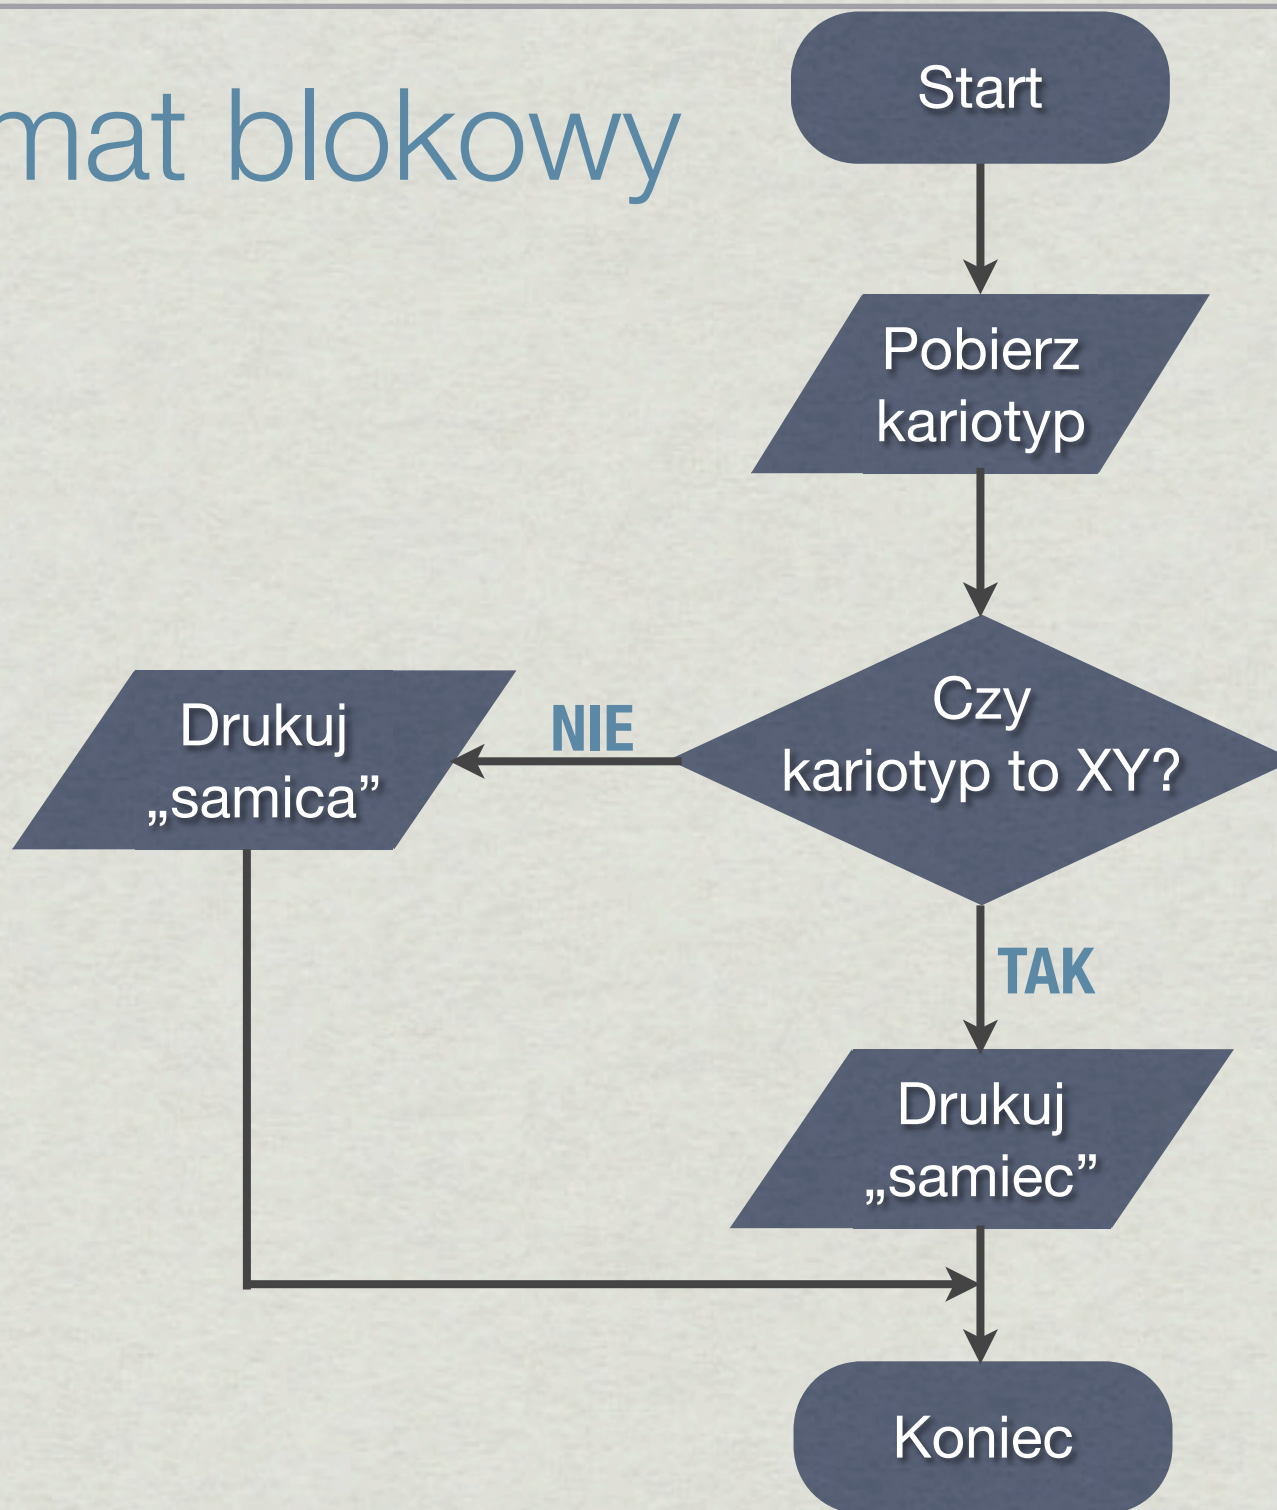 mat blokowy
Start
Pobierz
kariotyp
Czy
kariotyp to XY?
NIE
Drukuj
„samica”
TAK
Drukuj
„samiec”
Koniec